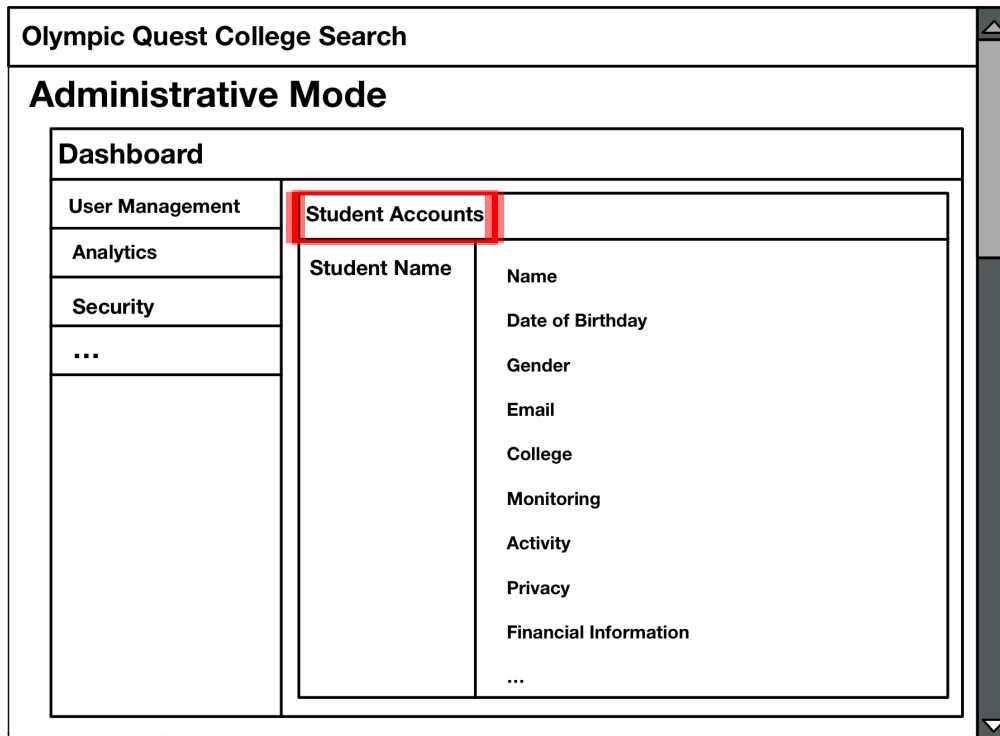 Olympic Quest College Search
Administrative Mode
Dashboard
User Management
Analytics
Security
...
Student Accounts
Student Name
Name
Date of Birthday
Gender
Email
College
Monitoring
Activity
Privacy
Financial Information
...